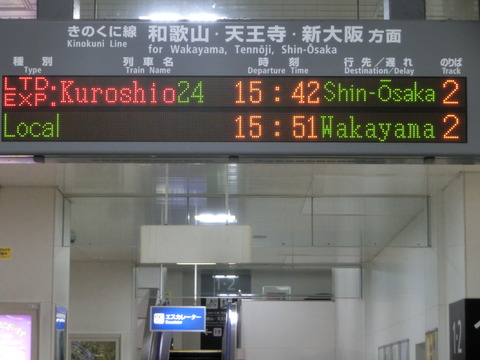 きのくに線 和歌山・天王寺・新大阪 方面
Kinokuni Line for Wakayama, Tennōji, Shin-Ōsaka
種別 列車名 時刻 行先/遅れ のりば
Type Train Name Departure Time Destination/Delay Track
LTD. EXP. Kuroshio24 15:42 Shin-Ōsaka 2
Local 15:51 Wakayama 2
1-2
エスカレーター
12